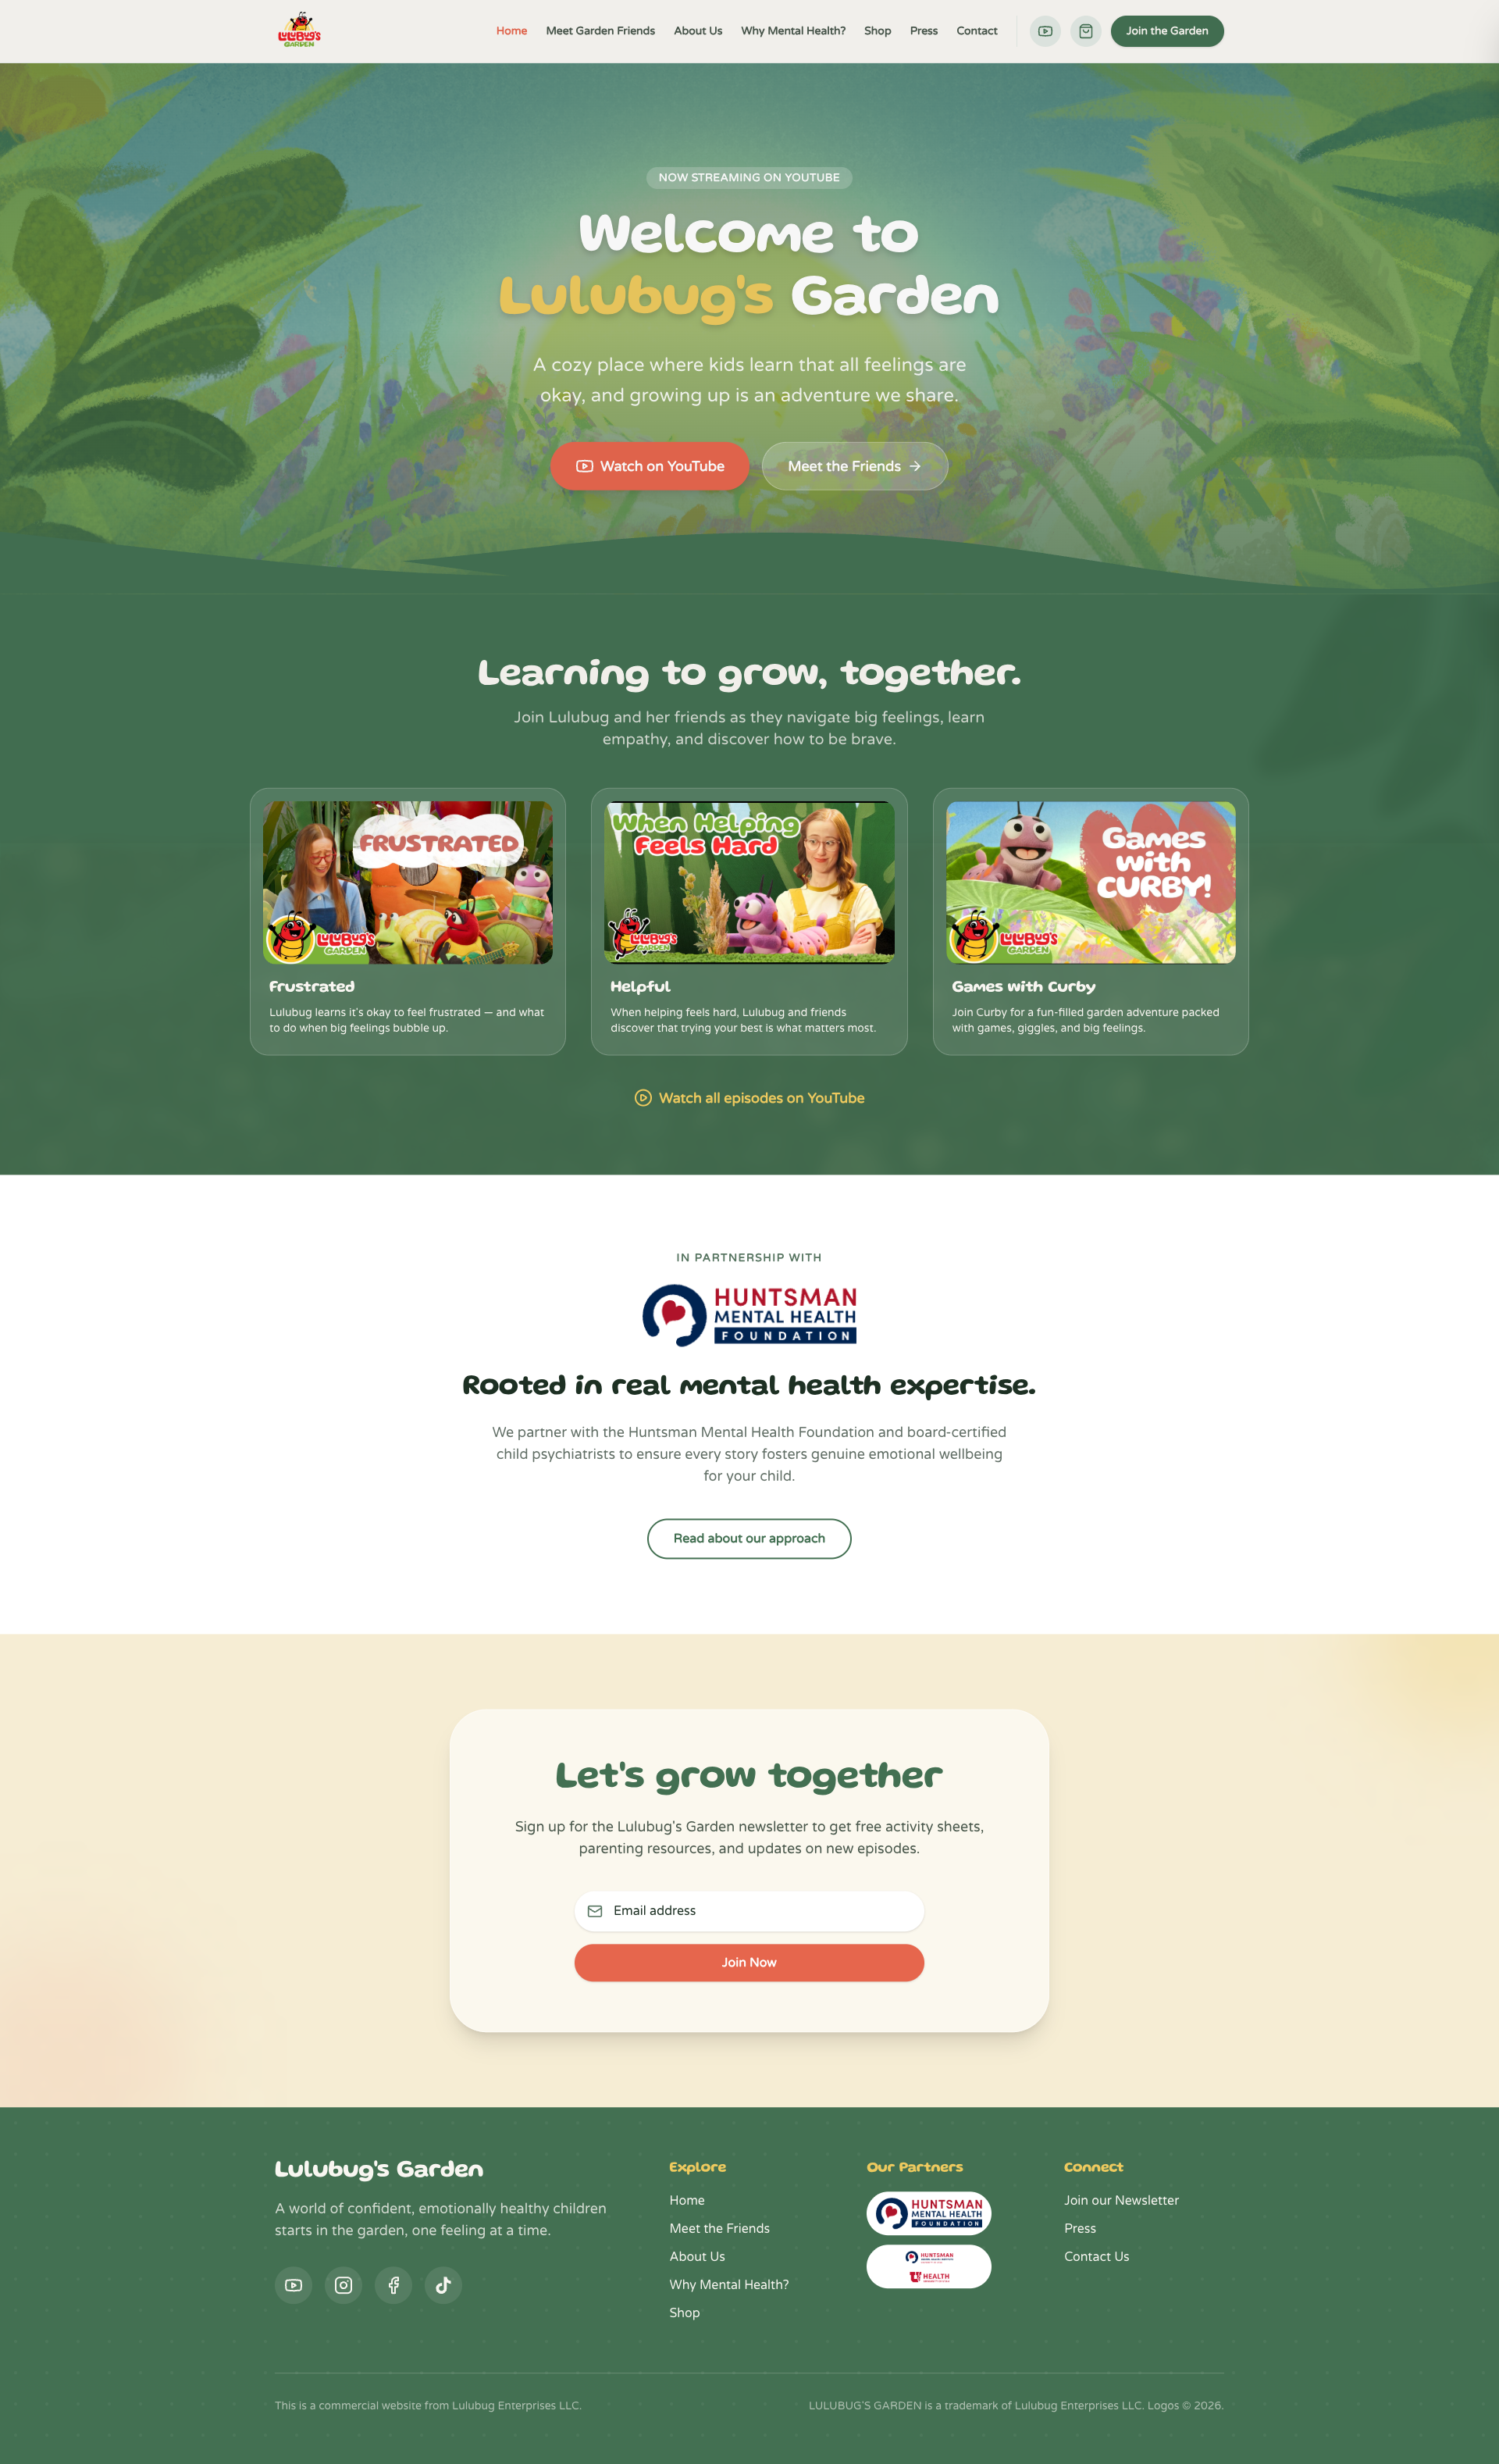 LULUBUG'S
GARDEN
Home
Meet Garden Friends
About Us
Why Mental Health?
Shop
Press
Contact
Join the Garden
NOW STREAMING ON YOUTUBE
Welcome to
Lulubug's Garden
A cozy place where kids learn that all feelings are
okay, and growing up is an adventure we share.
Watch on YouTube
Meet the Friends
Learning to grow, together.
Join Lulubug and her friends as they navigate big feelings, learn
empathy, and discover how to be brave.
FRUSTRATED
LULUBUG'S
GARDEN
Frustrated
Lulubug learns it's okay to feel frustrated — and what
to do when big feelings bubble up.
When Helping
Feels Hard
LULUBUG'S
GARDEN
Helpful
When helping feels hard, Lulubug and friends
discover that trying your best is what matters most.
Games
with
CURBY!
LULUBUG'S
GARDEN
Games with Curby
Join Curby for a fun-filled garden adventure packed
with games, giggles, and big feelings.
Watch all episodes on YouTube
IN PARTNERSHIP WITH
HUNTSMAN
MENTAL HEALTH
FOUNDATION
Rooted in real mental health expertise.
We partner with the Huntsman Mental Health Foundation and board-certified
child psychiatrists to ensure every story fosters genuine emotional wellbeing
for your child.
Read about our approach
Let's grow together
Sign up for the Lulubug's Garden newsletter to get free activity sheets,
parenting resources, and updates on new episodes.
Email address
Join Now
Lulubug's Garden
A world of confident, emotionally healthy children
starts in the garden, one feeling at a time.
Explore
Home
Meet the Friends
About Us
Why Mental Health?
Shop
Our Partners
HUNTSMAN
MENTAL HEALTH
FOUNDATION
HUNTSMAN
HEALTH
Connect
Join our Newsletter
Press
Contact Us
This is a commercial website from Lulubug Enterprises LLC.
LULUBUG'S GARDEN is a trademark of Lulubug Enterprises LLC. Logos © 2026.